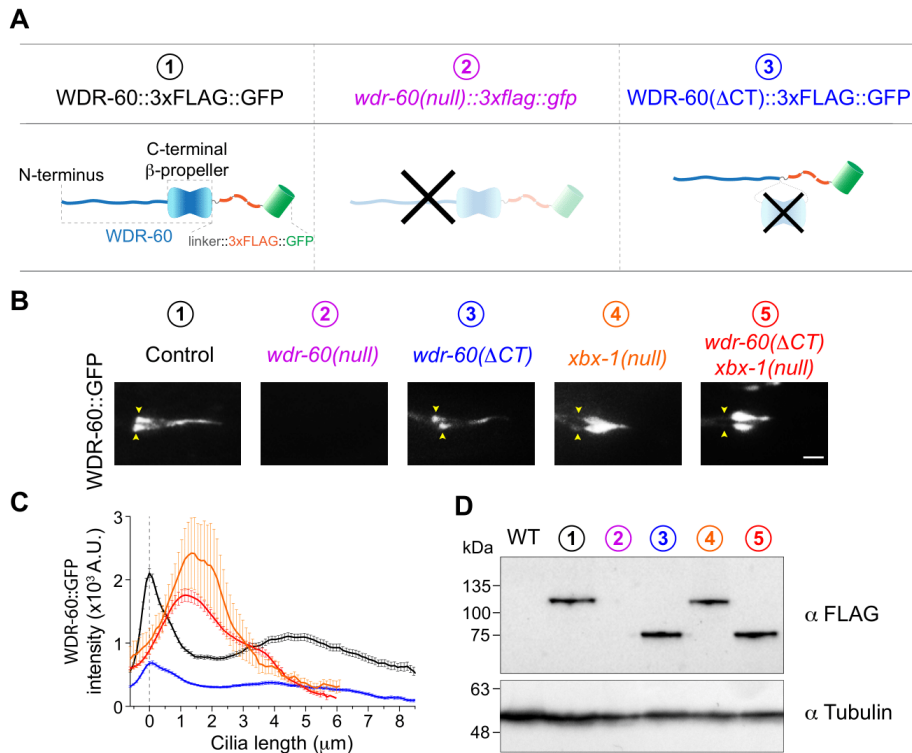 A
1
WDR-60::3xFLAG::GFP
2
wdr-60(null)::3xflag::gfp
3
WDR-60(ΔCT)::3xFLAG::GFP
N-terminus
C-terminal
β-propeller
WDR-60
linker::3xFLAG::GFP
B
1
Control
2
wdr-60(null)
3
wdr-60(ΔCT)
4
xbx-1(null)
5
wdr-60(ΔCT)
xbx-1(null)
WDR-60::GFP
C
WDR-60::GFP
intensity (x10³ A.U.)
3
2
1
0
0 1 2 3 4 5 6 7 8
Cilia length (μm)
D
WT 1 2 3 4 5
kDa
135
100
75
α FLAG
63
48
α Tubulin